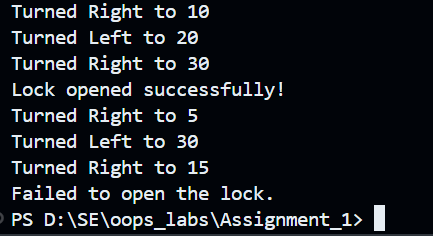 Turned Right to 10
Turned Left to 20
Turned Right to 30
Lock opened successfully!
Turned Right to 5
Turned Left to 30
Turned Right to 15
Failed to open the lock.
PS D:\SE\oops_labs\Assignment_1>